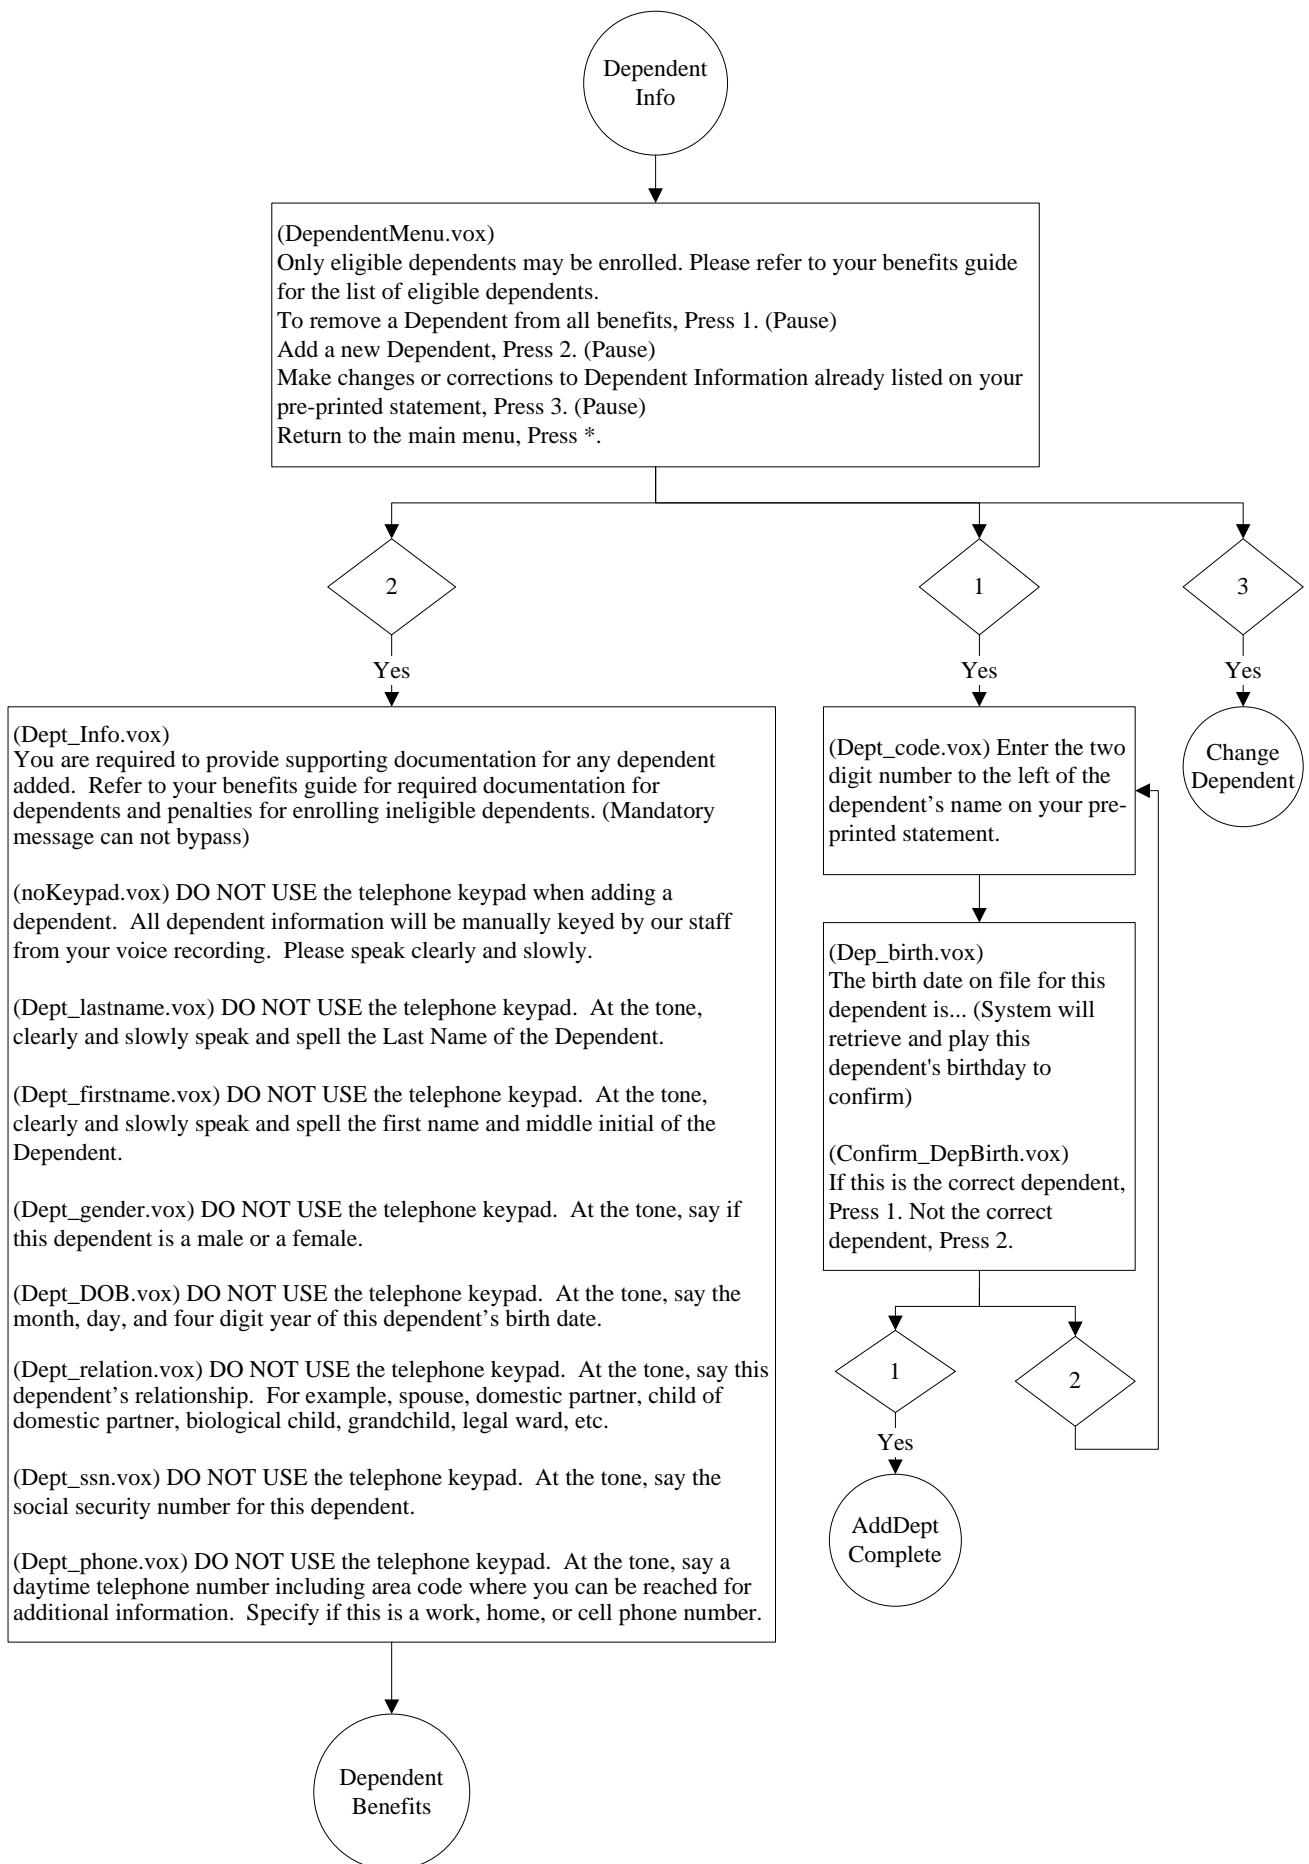 Dependent
Info
(DependentMenu.vox)
Only eligible dependents may be enrolled. Please refer to your benefits guide
for the list of eligible dependents.
To remove a Dependent from all benefits, Press 1. (Pause)
Add a new Dependent, Press 2. (Pause)
Make changes or corrections to Dependent Information already listed on your
pre-printed statement, Press 3. (Pause)
Return to the main menu, Press *.
2
1
3
Yes
Yes
Yes
(Dept_Info.vox)
You are required to provide supporting documentation for any dependent
added.  Refer to your benefits guide for required documentation for
dependents and penalties for enrolling ineligible dependents. (Mandatory
message can not bypass)
(noKeypad.vox) DO NOT USE the telephone keypad when adding a
dependent.  All dependent information will be manually keyed by our staff
from your voice recording.  Please speak clearly and slowly.
(Dept_lastname.vox) DO NOT USE the telephone keypad.  At the tone,
clearly and slowly speak and spell the Last Name of the Dependent.
(Dept_firstname.vox) DO NOT USE the telephone keypad.  At the tone,
clearly and slowly speak and spell the first name and middle initial of the
Dependent.
(Dept_gender.vox) DO NOT USE the telephone keypad.  At the tone, say if
this dependent is a male or a female.
(Dept_DOB.vox) DO NOT USE the telephone keypad.  At the tone, say the
month, day, and four digit year of this dependent’s birth date.
(Dept_relation.vox) DO NOT USE the telephone keypad.  At the tone, say this
dependent’s relationship.  For example, spouse, domestic partner, child of
domestic partner, biological child, grandchild, legal ward, etc.
(Dept_ssn.vox) DO NOT USE the telephone keypad.  At the tone, say the
social security number for this dependent.
(Dept_phone.vox) DO NOT USE the telephone keypad.  At the tone, say a
daytime telephone number including area code where you can be reached for
additional information.  Specify if this is a work, home, or cell phone number.
Dependent
Benefits
(Dept_code.vox) Enter the two
digit number to the left of the
dependent’s name on your pre-
printed statement.
(Dep_birth.vox)
The birth date on file for this
dependent is... (System will
retrieve and play this
dependent's birthday to
confirm)
(Confirm_DepBirth.vox)
If this is the correct dependent,
Press 1. Not the correct
dependent, Press 2.
1
2
Yes
AddDept
Complete
Change
Dependent